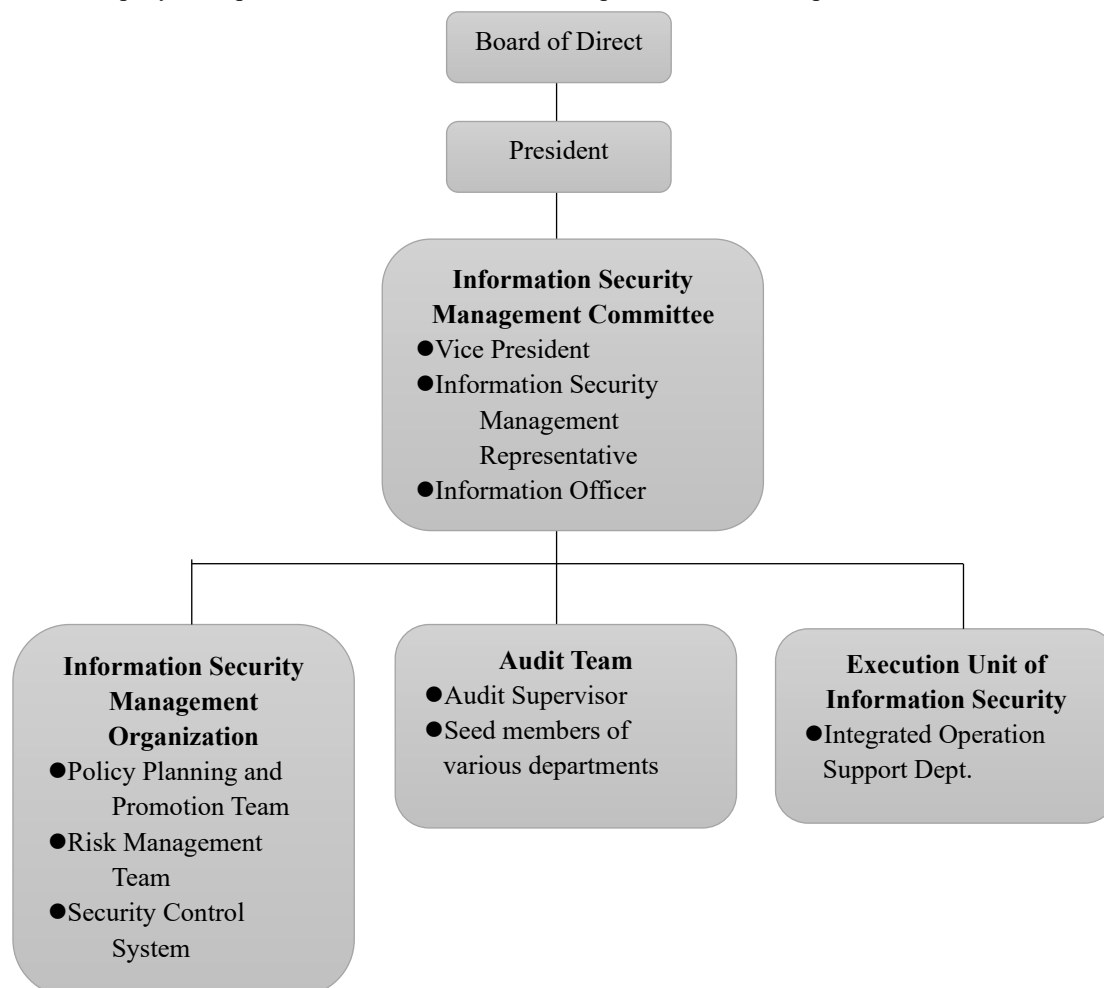 Board of Direct
President
Information Security
Management Committee
●Vice President
●Information Security
Management
Representative
●Information Officer
Information Security
Management
Organization
●Policy Planning and
Promotion Team
●Risk Management
Team
●Security Control
System
Audit Team
●Audit Supervisor
●Seed members of
various departments
Execution Unit of
Information Security
●Integrated Operation
Support Dept.